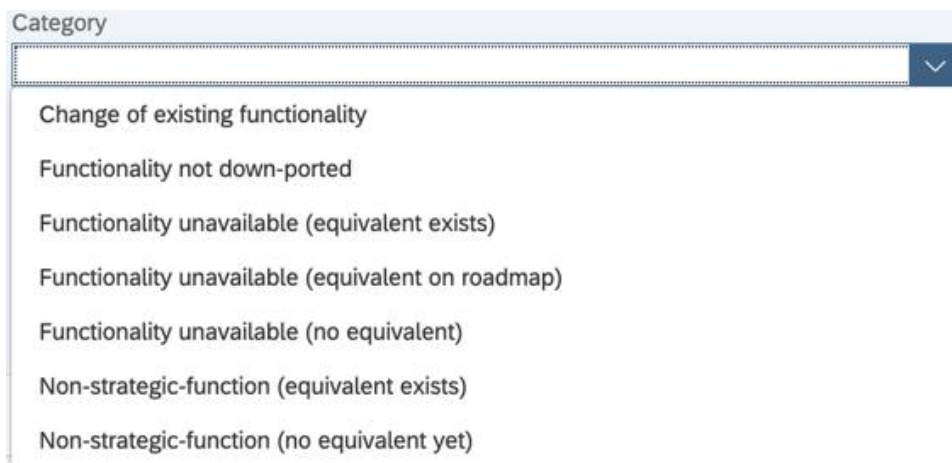 Category
Change of existing functionality
Functionality not down-ported
Functionality unavailable (equivalent exists)
Functionality unavailable (equivalent on roadmap)
Functionality unavailable (no equivalent)
Non-strategic-function (equivalent exists)
Non-strategic-function (no equivalent yet)